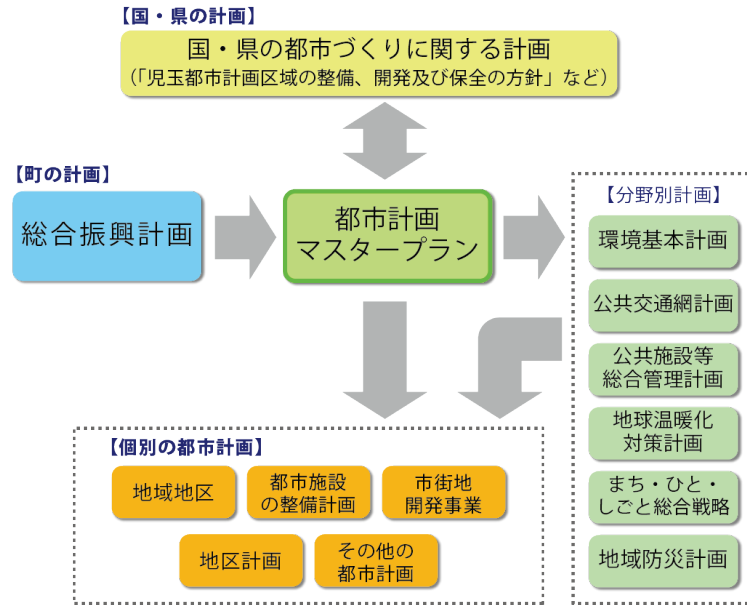 【国・県の計画】
国・県の都市づくりに関する計画
（「児玉都市計画区域の整備、開発及び保全の方針」など）
【町の計画】
総合振興計画
都市計画
マスタープラン
【分野別計画】
環境基本計画
公共交通網計画
公共施設等
総合管理計画
地球温暖化
対策計画
まち・ひと・
しごと総合戦略
地域防災計画
【個別の都市計画】
地域地区
都市施設
の整備計画
市街地
開発事業
地区計画
その他の
都市計画